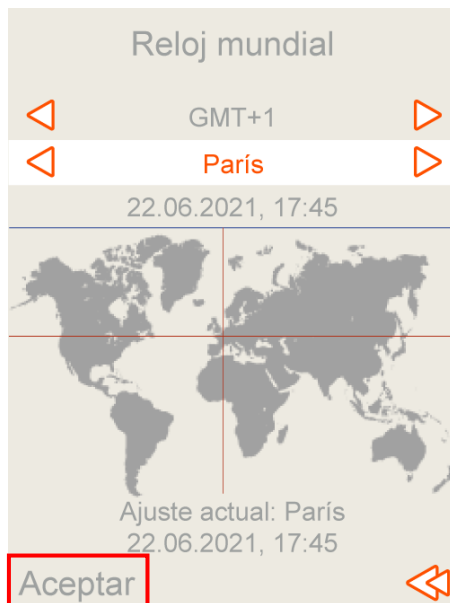 Reloj mundial
GMT+1
París
22.06.2021, 17:45
Ajuste actual: París
22.06.2021, 17:45
Aceptar